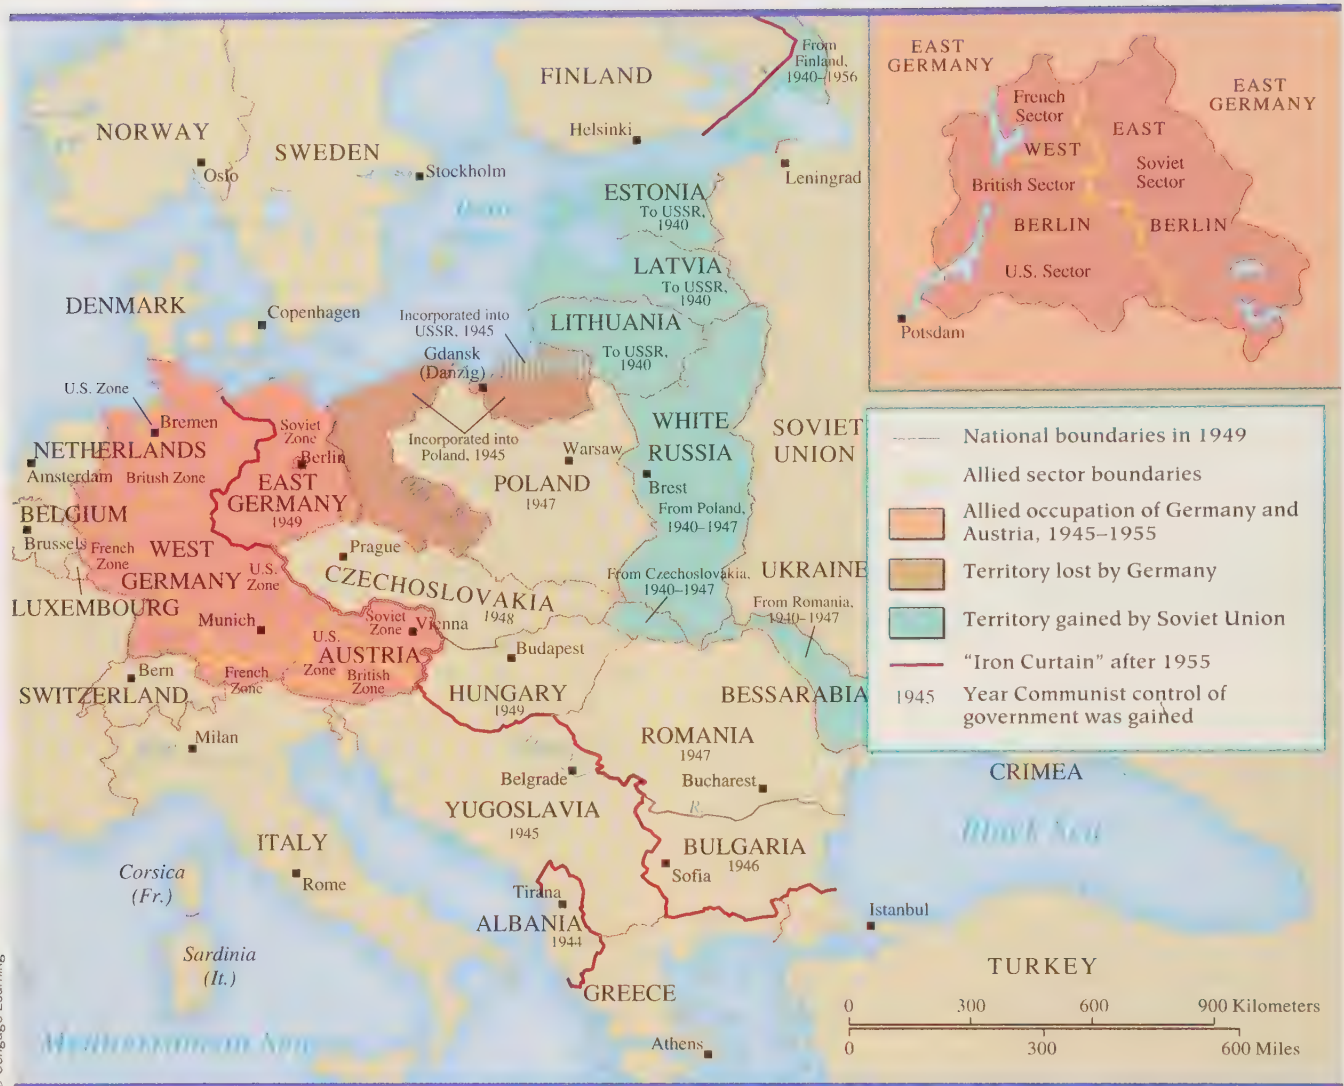 NORWAY
Oslo
SWEDEN
Stockholm
FINLAND
Helsinki
From
Finland,
1940–1956
Leningrad
ESTONIA
To USSR,
1940
LATVIA
To USSR,
1940
LITHUANIA
To USSR,
1940
DENMARK
Copenhagen
Incorporated into
USSR, 1945
Gdansk
(Danzig)
U.S. Zone
Bremen
Soviet
Zone
Berlin
Incorporated into
Poland, 1945
Warsaw
WHITE
RUSSIA
SOVIET
UNION
NETHERLANDS
Amsterdam
British Zone
EAST
GERMANY
1949
POLAND
1947
Brest
From Poland,
1940–1947
BELGIUM
Brussels
French
Zone
WEST
GERMANY
U.S.
Zone
Prague
CZECHOSLOVAKIA
1948
From Czechoslovakia,
1940–1947
UKRAINE
LUXEMBOURG
Munich
Soviet
Zone
Vienna
From Romania,
1940–1947
U.S.
Zone
AUSTRIA
Budapest
Bern
French
Zone
British
Zone
SWITZERLAND
HUNGARY
1949
BESSARABIA
Milan
ROMANIA
1947
Belgrade
Bucharest
R.
YUGOSLAVIA
1945
CRIMEA
Black Sea
ITALY
Rome
BULGARIA
1946
Sofia
Corsica
(Fr.)
Tirana
ALBANIA
1944
Istanbul
Sardinia
(It.)
GREECE
TURKEY
Mediterranean Sea
Athens
0 300 600 900 Kilometers
0 300 600 Miles
EAST
GERMANY
EAST
GERMANY
French
Sector
EAST
WEST
Soviet
Sector
British Sector
BERLIN
BERLIN
U.S. Sector
Potsdam
National boundaries in 1949
Allied sector boundaries
Allied occupation of Germany and
Austria, 1945–1955
Territory lost by Germany
Territory gained by Soviet Union
"Iron Curtain" after 1955
1945 Year Communist control of
government was gained
Cengage Learning